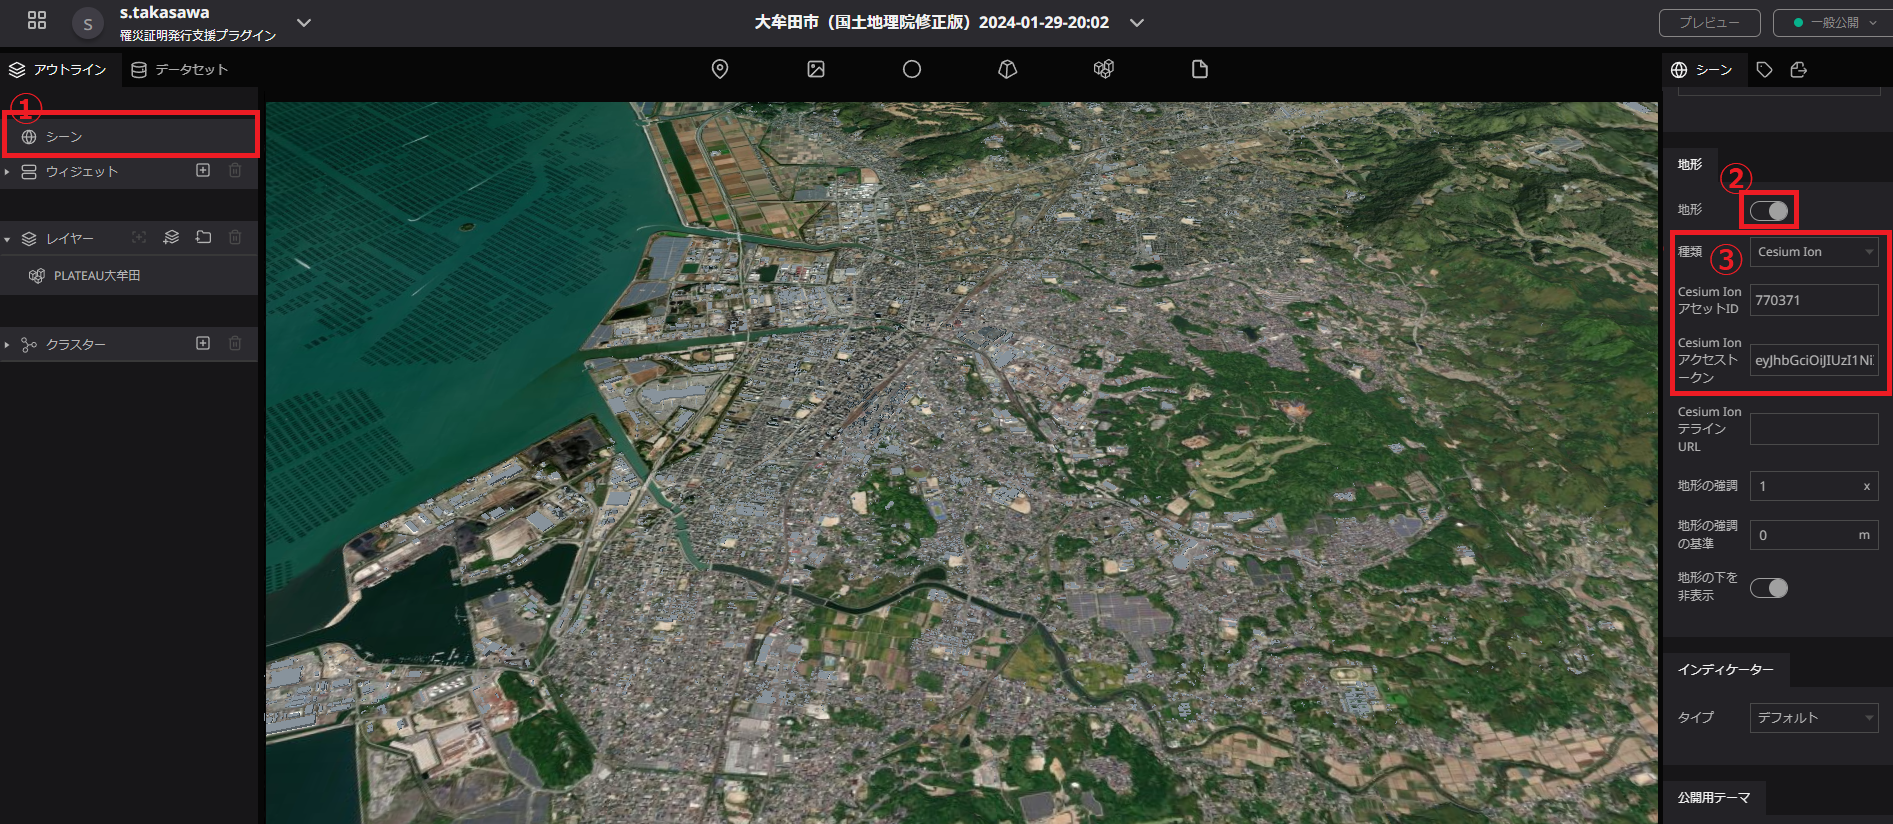 s.takasawa
S
罹災証明発行支援プラグイン
大牟田市（国土地理院修正版）2024-01-29-20:02
プレビュー
一般公開
アウトライン
データセット
シーン
①
シーン
ウィジェット
レイヤー
PLATEAU大牟田
クラスター
地形
②
地形
種類
③
Cesium Ion
Cesium Ion
アセットID
770371
Cesium Ion
アクセスト
ークン
eyJhbGciOiJIUzI1Ni
Cesium Ion
テライン
URL
地形の強調
1
x
地形の強調
の基準
0
m
地形の下を
非表示
インディケーター
タイプ
デフォルト
公開用テーマ